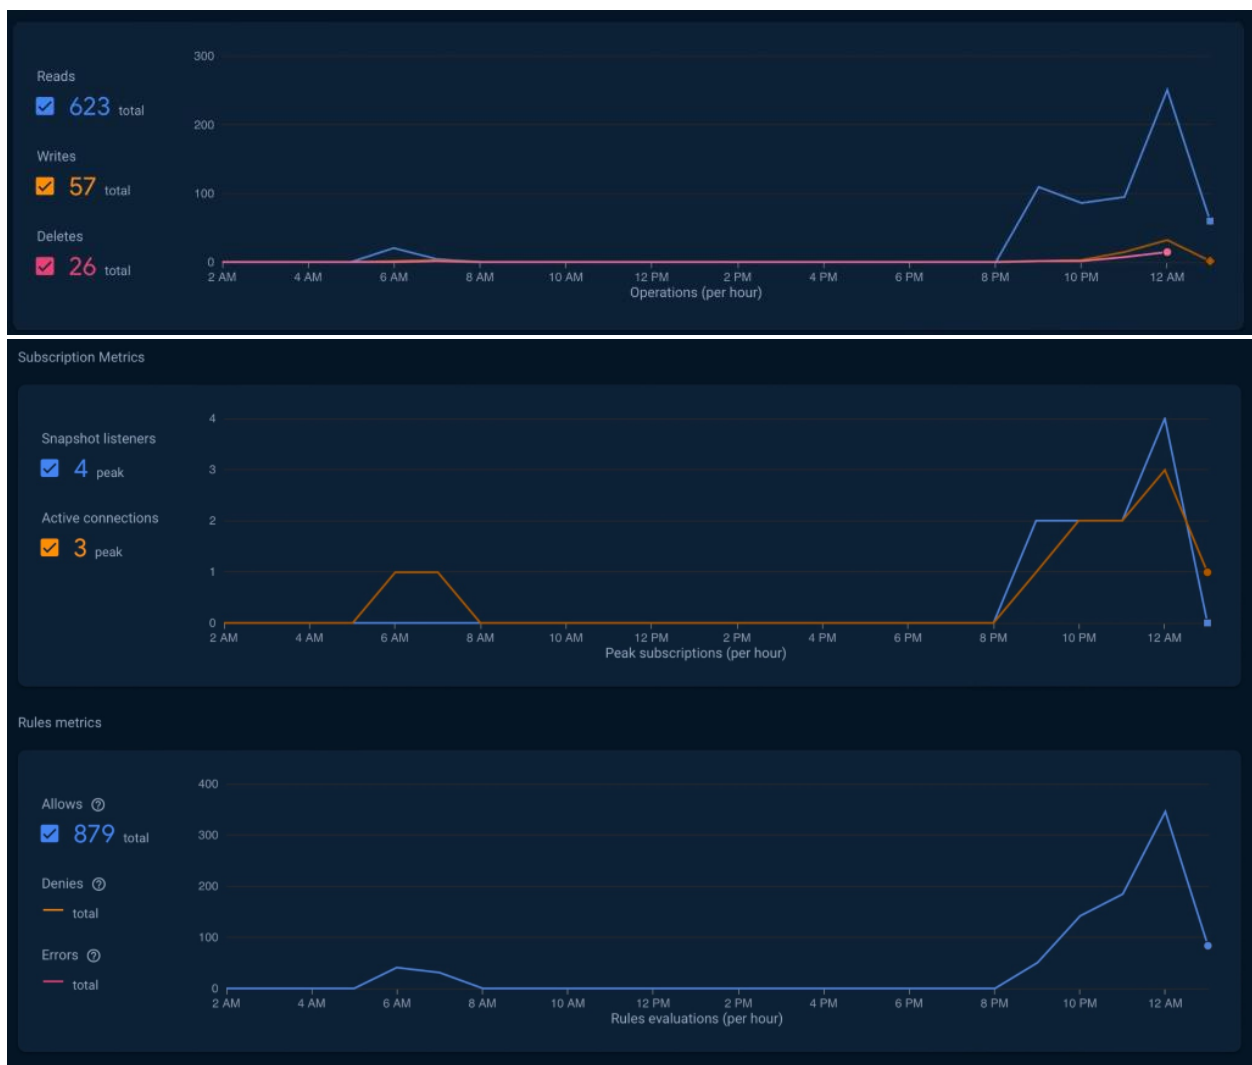 300
Reads
623 total
200
Writes
57 total
100
Deletes
26 total
0
2 AM 4 AM 6 AM 8 AM 10 AM 12 PM 2 PM 4 PM 6 PM 8 PM 10 PM 12 AM
Operations (per hour)
Subscription Metrics
4
Snapshot listeners
4 peak
3
Active connections
2
3 peak
1
0
2 AM 4 AM 6 AM 8 AM 10 AM 12 PM 2 PM 4 PM 6 PM 8 PM 10 PM 12 AM
Peak subscriptions (per hour)
Rules metrics
400
Allows ?
879 total
300
Denies ?
200
— total
100
Errors ?
— total
0
2 AM 4 AM 6 AM 8 AM 10 AM 12 PM 2 PM 4 PM 6 PM 8 PM 10 PM 12 AM
Rules evaluations (per hour)